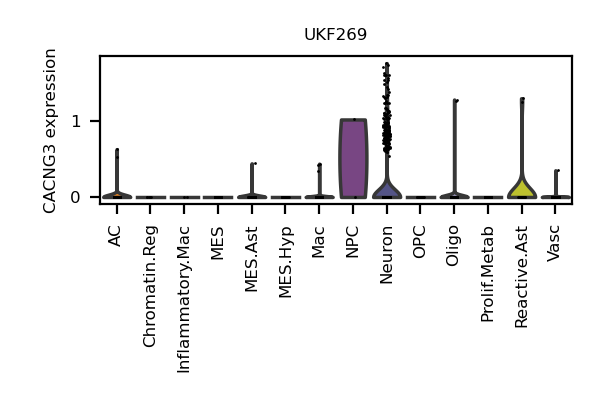 UKF269
CACNG3 expression
1
0
AC
Chromatin.Reg
Inflammatory.Mac
MES
MES.Ast
MES.Hyp
Mac
NPC
Neuron
OPC
Oligo
Prolif.Metab
Reactive.Ast
Vasc